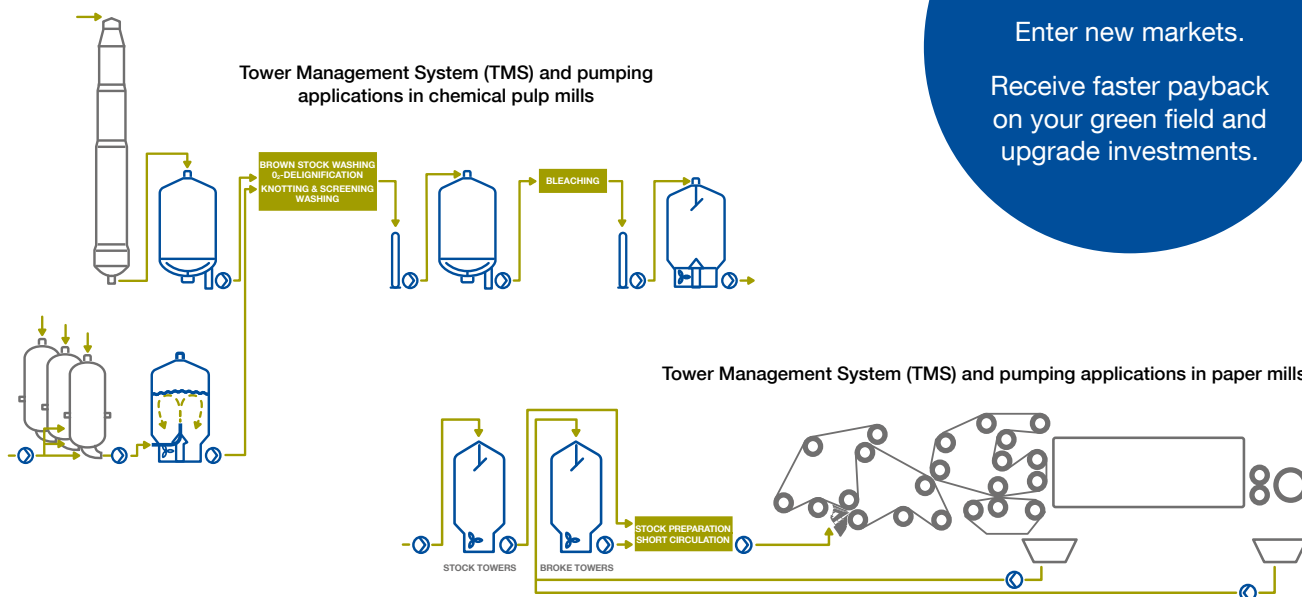 Enter new markets.
Receive faster payback
on your green field and
upgrade investments.
Tower Management System (TMS) and pumping
applications in chemical pulp mills
BROWN STOCK WASHING
0₂-DELIGNIFICATION
KNOTTING & SCREENING
WASHING
BLEACHING
Tower Management System (TMS) and pumping applications in paper mills
STOCK PREPARATION
SHORT CIRCULATION
STOCK TOWERS
BROKE TOWERS